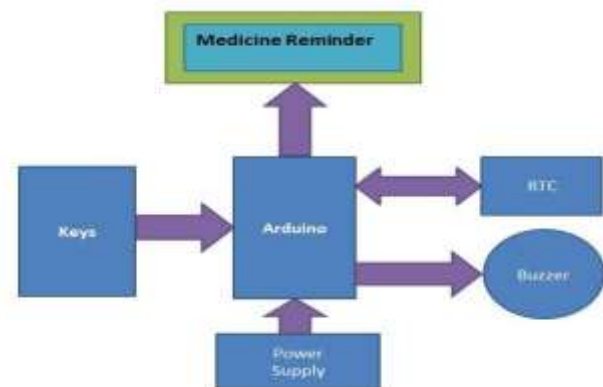 Medicine Reminder
Keys
Arduino
RTC
Buzzer
Power
Supply